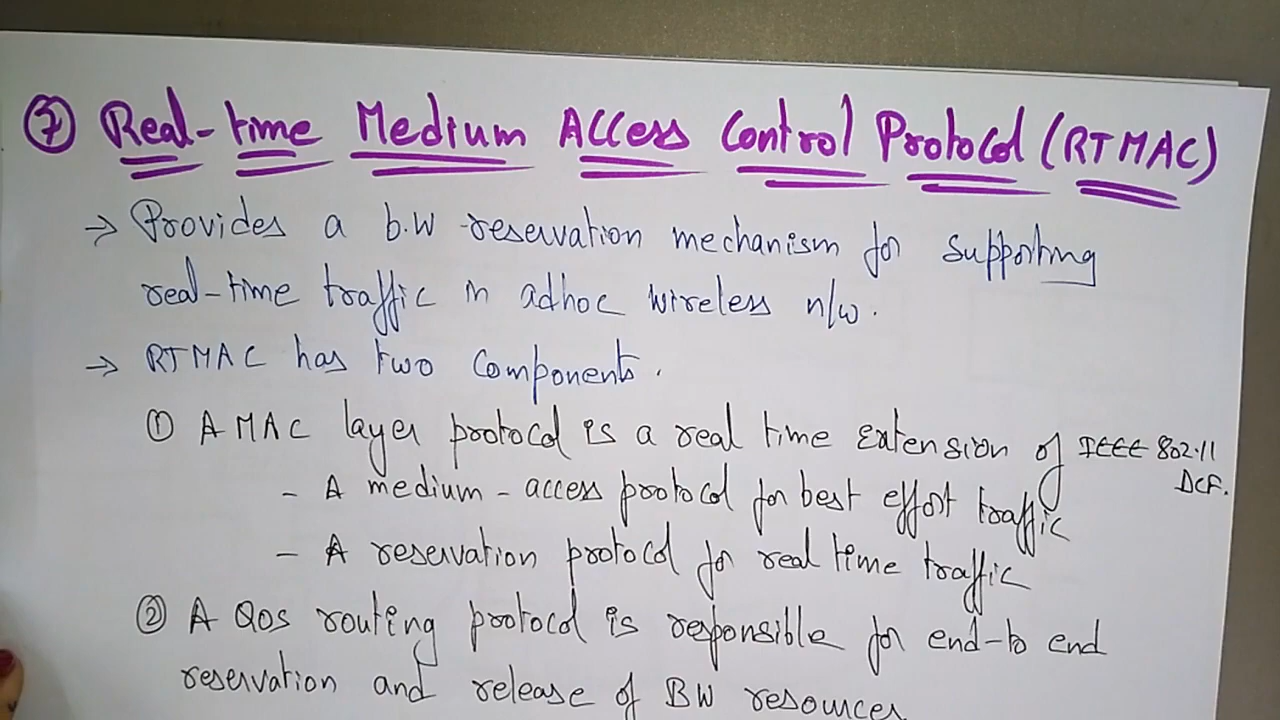 ⑦ Real-time Medium Access Control Protocol (RTMAC)
→ Provides a b.w reservation mechanism for supporting
real-time traffic in adhoc wireless n/w.
→ RTMAC has two components.
① A MAC layer protocol is a real time extension of IEEE 802.11
DCF.
- A medium-access protocol for best effort traffic
- A reservation protocol for real time traffic
② A QoS routing protocol is responsible for end-to end
reservation and release of BW resources